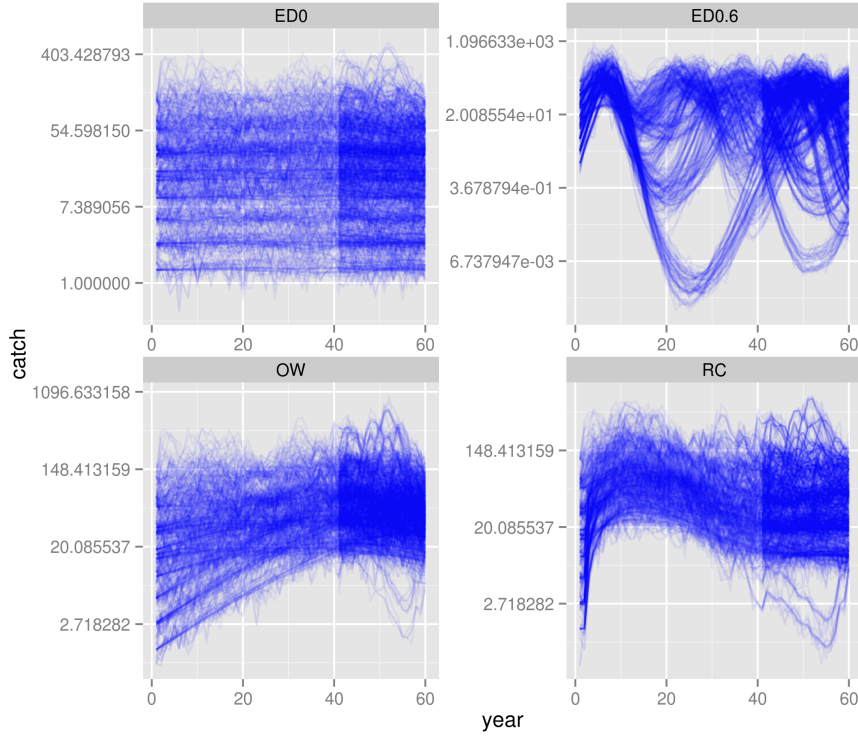 ED0
ED0.6
403.428793
54.598150
7.389056
1.000000
1.096633e+03
2.008554e+01
3.678794e-01
6.737947e-03
0 20 40 60
0 20 40 60
catch
OW
RC
1096.633158
148.413159
20.085537
2.718282
148.413159
20.085537
2.718282
0 20 40 60
0 20 40 60
year